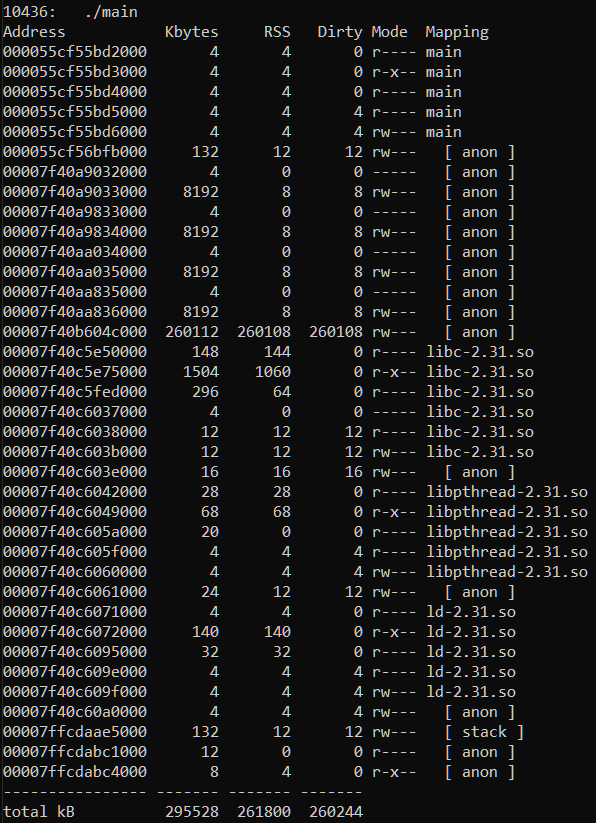 10436:   ./main
Address           Kbytes     RSS   Dirty Mode  Mapping
000055cf55bd2000       4       4       0 r---- main
000055cf55bd3000       4       4       0 r-x-- main
000055cf55bd4000       4       4       0 r---- main
000055cf55bd5000       4       4       4 r---- main
000055cf55bd6000       4       4       4 rw--- main
000055cf56bfb000     132      12      12 rw---   [ anon ]
00007f40a9032000       4       0       0 -----   [ anon ]
00007f40a9033000    8192       8       8 rw---   [ anon ]
00007f40a9833000       4       0       0 -----   [ anon ]
00007f40a9834000    8192       8       8 rw---   [ anon ]
00007f40aa034000       4       0       0 -----   [ anon ]
00007f40aa035000    8192       8       8 rw---   [ anon ]
00007f40aa835000       4       0       0 -----   [ anon ]
00007f40aa836000    8192       8       8 rw---   [ anon ]
00007f40b604c000  260112  260108  260108 rw---   [ anon ]
00007f40c5e50000     148     144       0 r---- libc-2.31.so
00007f40c5e75000    1504    1060       0 r-x-- libc-2.31.so
00007f40c5fed000     296      64       0 r---- libc-2.31.so
00007f40c6037000       4       0       0 ----- libc-2.31.so
00007f40c6038000      12      12      12 r---- libc-2.31.so
00007f40c603b000      12      12      12 rw--- libc-2.31.so
00007f40c603e000      16      16      16 rw---   [ anon ]
00007f40c6042000      28      28       0 r---- libpthread-2.31.so
00007f40c6049000      68      68       0 r-x-- libpthread-2.31.so
00007f40c605a000      20       0       0 r---- libpthread-2.31.so
00007f40c605f000       4       4       4 r---- libpthread-2.31.so
00007f40c6060000       4       4       4 rw--- libpthread-2.31.so
00007f40c6061000      24      12      12 rw---   [ anon ]
00007f40c6071000       4       4       0 r---- ld-2.31.so
00007f40c6072000     140     140       0 r-x-- ld-2.31.so
00007f40c6095000      32      32       0 r---- ld-2.31.so
00007f40c609e000       4       4       4 r---- ld-2.31.so
00007f40c609f000       4       4       4 rw--- ld-2.31.so
00007f40c60a0000       4       4       4 rw---   [ anon ]
00007ffcdaae5000     132      12      12 rw---   [ stack ]
00007ffcdabc1000      12       0       0 r----   [ anon ]
00007ffcdabc4000       8       4       0 r-x--   [ anon ]
---------------- ------- ------- -------
total kB          295528  261800  260244